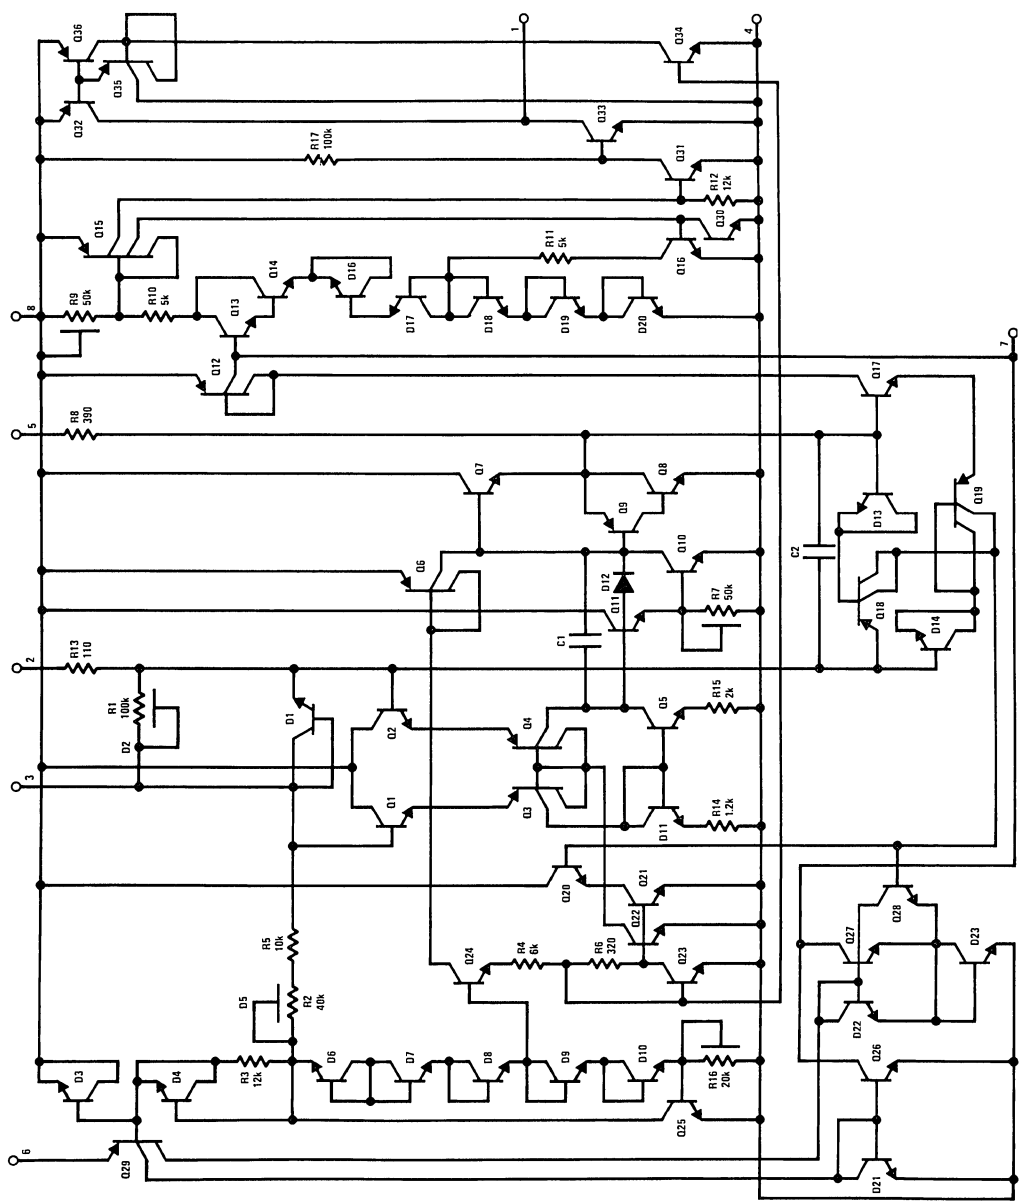 6
3
2
5
8
Q29
D3
D4
R3
12k
R13
110
R8
390
R9
50k
Q32
Q35
Q36
D2
R1
100k
R10
5k
Q15
D5
R2
40k
R5
10k
D1
Q12
Q13
Q14
R17
100k
D6
D7
D8
D9
D10
Q1
Q2
Q6
Q7
D16
D17
D18
D19
D20
1
Q24
R4
6k
R6
320
Q20
Q3
Q4
C1
Q9
Q8
R11
5k
Q33
Q25
R16
20k
Q23
Q22
Q21
D11
Q5
D12
Q11
Q10
Q16
Q30
Q31
R12
12k
Q34
R14
1.2k
R15
2k
R7
50k
4
D21
Q26
D22
Q27
Q28
D23
Q18
D14
C2
D13
Q19
Q17
7